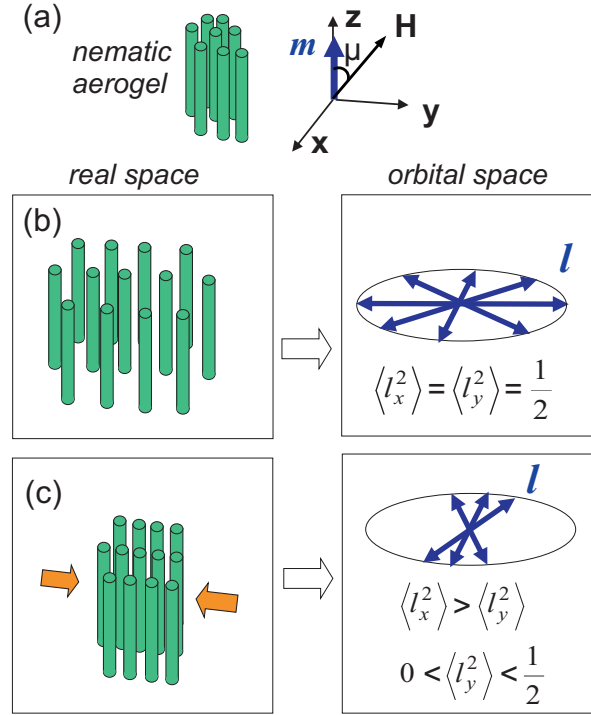 (a)
nematic
aerogel
z
H
m
μ
y
x
real space
orbital space
(b)
l
⟨l_x^2⟩ = ⟨l_y^2⟩ = 1/2
(c)
l
⟨l_x^2⟩ > ⟨l_y^2⟩
0 < ⟨l_y^2⟩ < 1/2